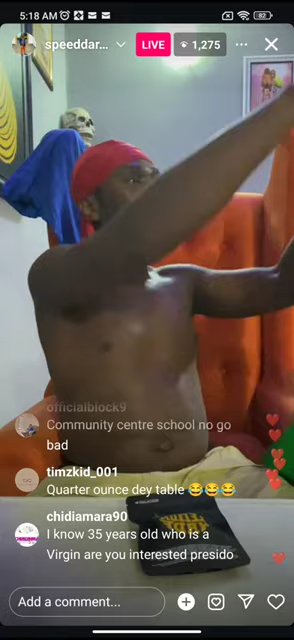 5:18 AM
82
speeddar...
LIVE
1,275
officialblock9
Community centre school no go
bad
timzkid_001
Quarter ounce dey table 😂😂😂
chidiamara90
I know 35 years old who is a
Virgin are you interested presido
Add a comment...